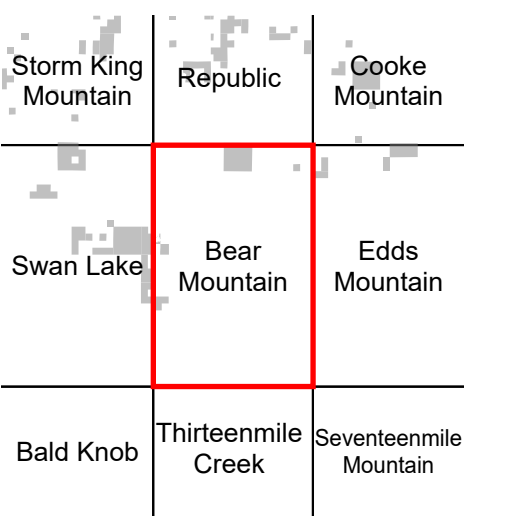 Storm King
Mountain
Republic
Cooke
Mountain
Swan Lake
Bear
Mountain
Edds
Mountain
Bald Knob
Thirteenmile
Creek
Seventeenmile
Mountain